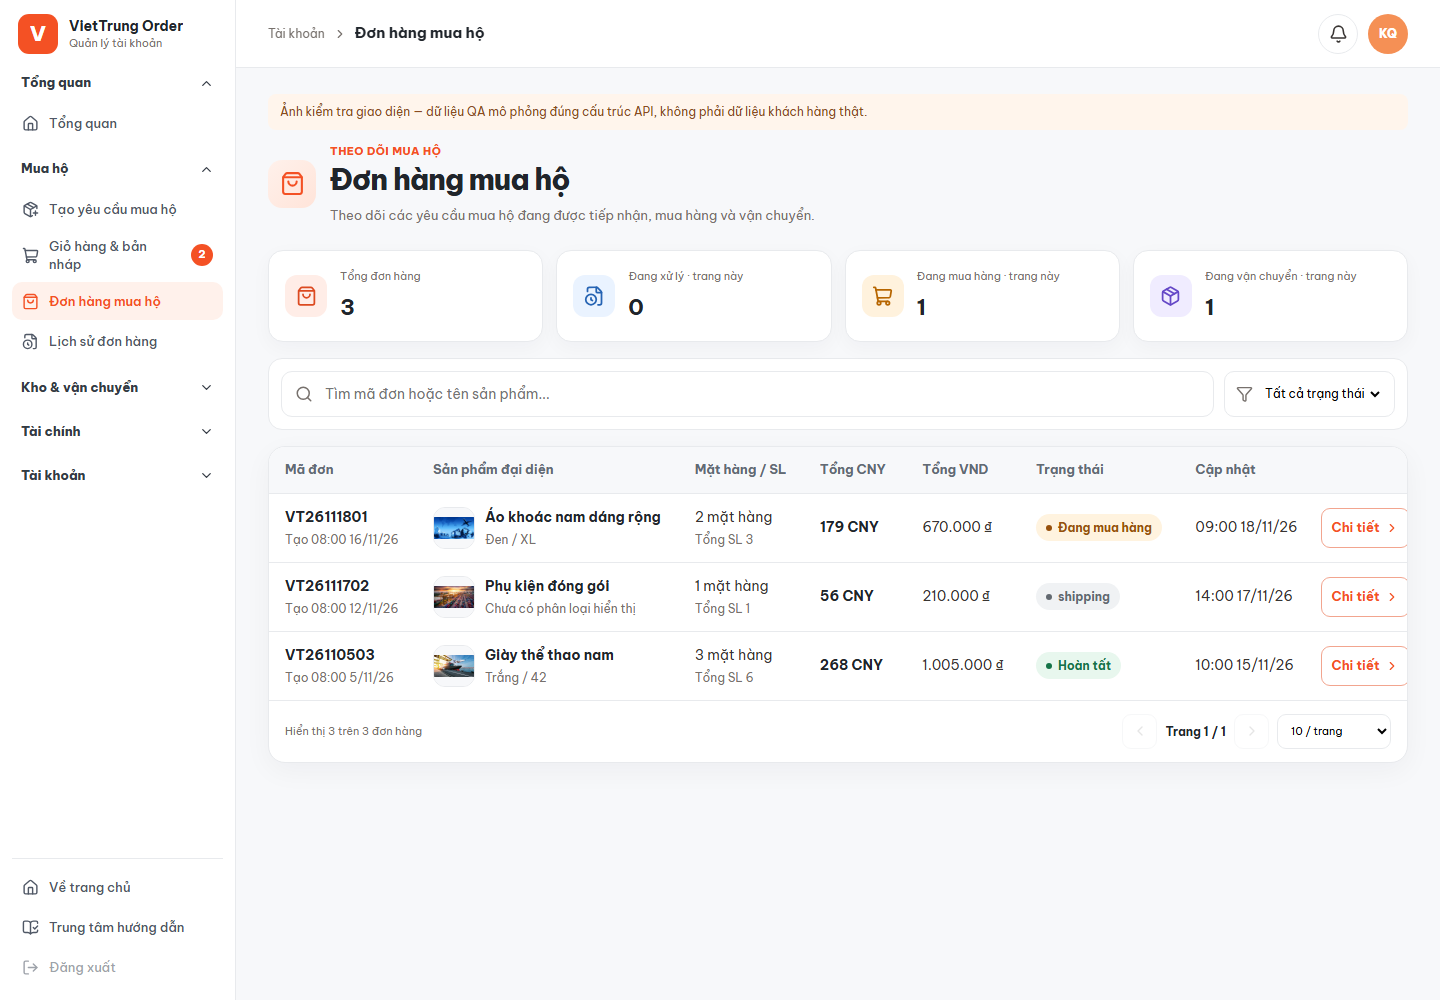 V
VietTrung Order
Quản lý tài khoản
Tổng quan
Tổng quan
Mua hộ
Tạo yêu cầu mua hộ
Giỏ hàng & bản
nháp
2
Đơn hàng mua hộ
Lịch sử đơn hàng
Kho & vận chuyển
Tài chính
Tài khoản
Về trang chủ
Trung tâm hướng dẫn
Đăng xuất
Tài khoản > Đơn hàng mua hộ
KQ
Ảnh kiểm tra giao diện — dữ liệu QA mô phỏng đúng cấu trúc API, không phải dữ liệu khách hàng thật.
THEO DÕI MUA HỘ
Đơn hàng mua hộ
Theo dõi các yêu cầu mua hộ đang được tiếp nhận, mua hàng và vận chuyển.
Tổng đơn hàng
3
Đang xử lý · trang này
0
Đang mua hàng · trang này
1
Đang vận chuyển · trang này
1
Tìm mã đơn hoặc tên sản phẩm...
Tất cả trạng thái
Mã đơn Sản phẩm đại diện Mặt hàng / SL Tổng CNY Tổng VND Trạng thái Cập nhật
VT26111801 Áo khoác nam dáng rộng 2 mặt hàng 179 CNY 670.000 ₫ Đang mua hàng 09:00 18/11/26 Chi tiết
Tạo 08:00 16/11/26 Đen / XL Tổng SL 3
VT26111702 Phụ kiện đóng gói 1 mặt hàng 56 CNY 210.000 ₫ shipping 14:00 17/11/26 Chi tiết
Tạo 08:00 12/11/26 Chưa có phân loại hiển thị Tổng SL 1
VT26110503 Giày thể thao nam 3 mặt hàng 268 CNY 1.005.000 ₫ Hoàn tất 10:00 15/11/26 Chi tiết
Tạo 08:00 5/11/26 Trắng / 42 Tổng SL 6
Hiển thị 3 trên 3 đơn hàng
Trang 1 / 1
10 / trang